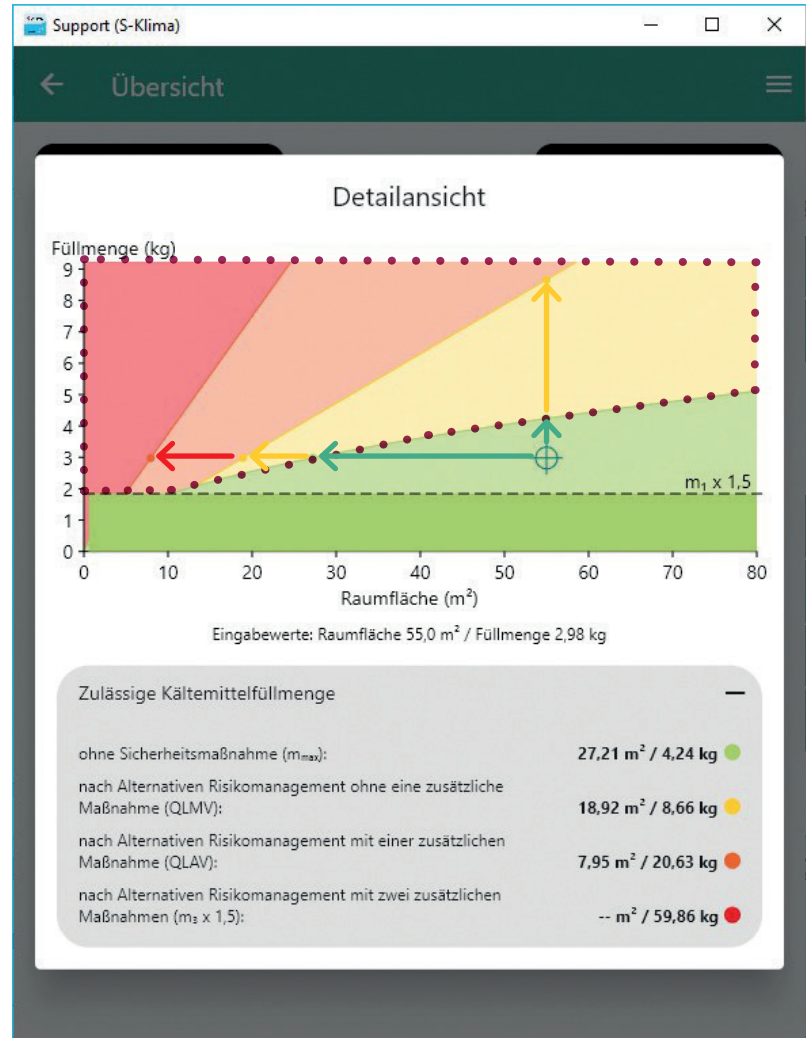 Support (S-Klima)
Übersicht
Detailansicht
Füllmenge (kg)
9
8
7
6
5
4
3
2
1
0
m₁ x 1,5
0 10 20 30 40 50 60 70 80
Raumfläche (m²)
Eingabewerte: Raumfläche 55,0 m² / Füllmenge 2,98 kg
Zulässige Kältemittelfüllmenge
ohne Sicherheitsmaßnahme (mₘₐₓ): 27,21 m² / 4,24 kg
nach Alternativen Risikomanagement ohne eine zusätzliche
Maßnahme (QLMV): 18,92 m² / 8,66 kg
nach Alternativen Risikomanagement mit einer zusätzlichen
Maßnahme (QLAV): 7,95 m² / 20,63 kg
nach Alternativen Risikomanagement mit zwei zusätzlichen
Maßnahmen (m₃ x 1,5): -- m² / 59,86 kg